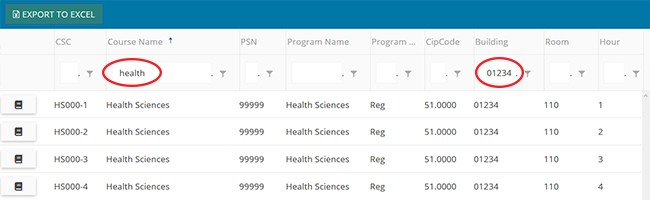 EXPORT TO EXCEL
CSC Course Name ↑ PSN Program Name Program ... CipCode Building Room Hour
health 01234
HS000-1 Health Sciences 99999 Health Sciences Reg 51.0000 01234 110 1
HS000-2 Health Sciences 99999 Health Sciences Reg 51.0000 01234 110 2
HS000-3 Health Sciences 99999 Health Sciences Reg 51.0000 01234 110 3
HS000-4 Health Sciences 99999 Health Sciences Reg 51.0000 01234 110 4